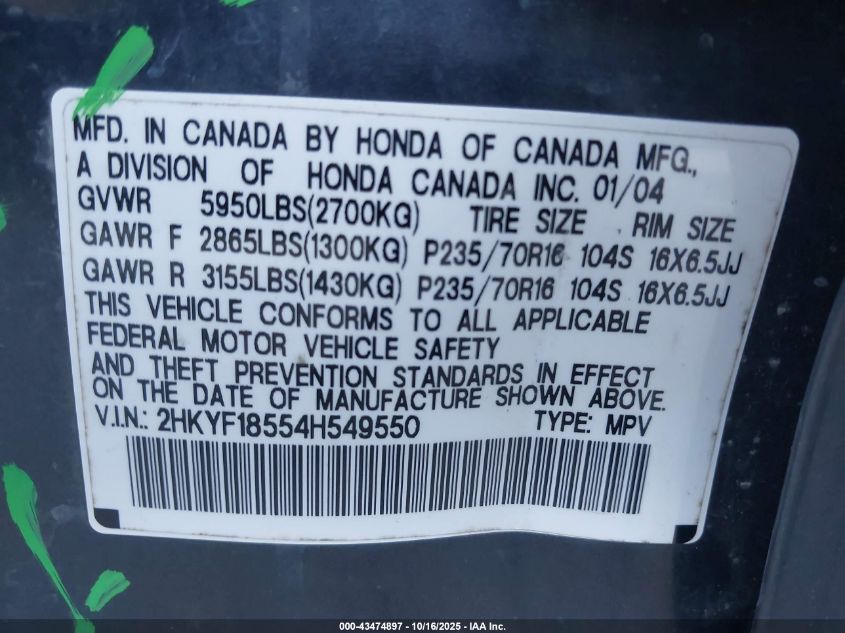 MFD. IN CANADA BY HONDA OF CANADA MFG.,
A DIVISION OF HONDA CANADA INC. 01/04
GVWR 5950LBS(2700KG) TIRE SIZE RIM SIZE
GAWR F 2865LBS(1300KG) P235/70R16 104S 16X6.5JJ
GAWR R 3155LBS(1430KG) P235/70R16 104S 16X6.5JJ
THIS VEHICLE CONFORMS TO ALL APPLICABLE
FEDERAL MOTOR VEHICLE SAFETY
AND THEFT PREVENTION STANDARDS IN EFFECT
ON THE DATE OF MANUFACTURE SHOWN ABOVE.
V.I.N.: 2HKYF18554H549550 TYPE: MPV
000-43474897 - 10/16/2025 - IAA Inc.